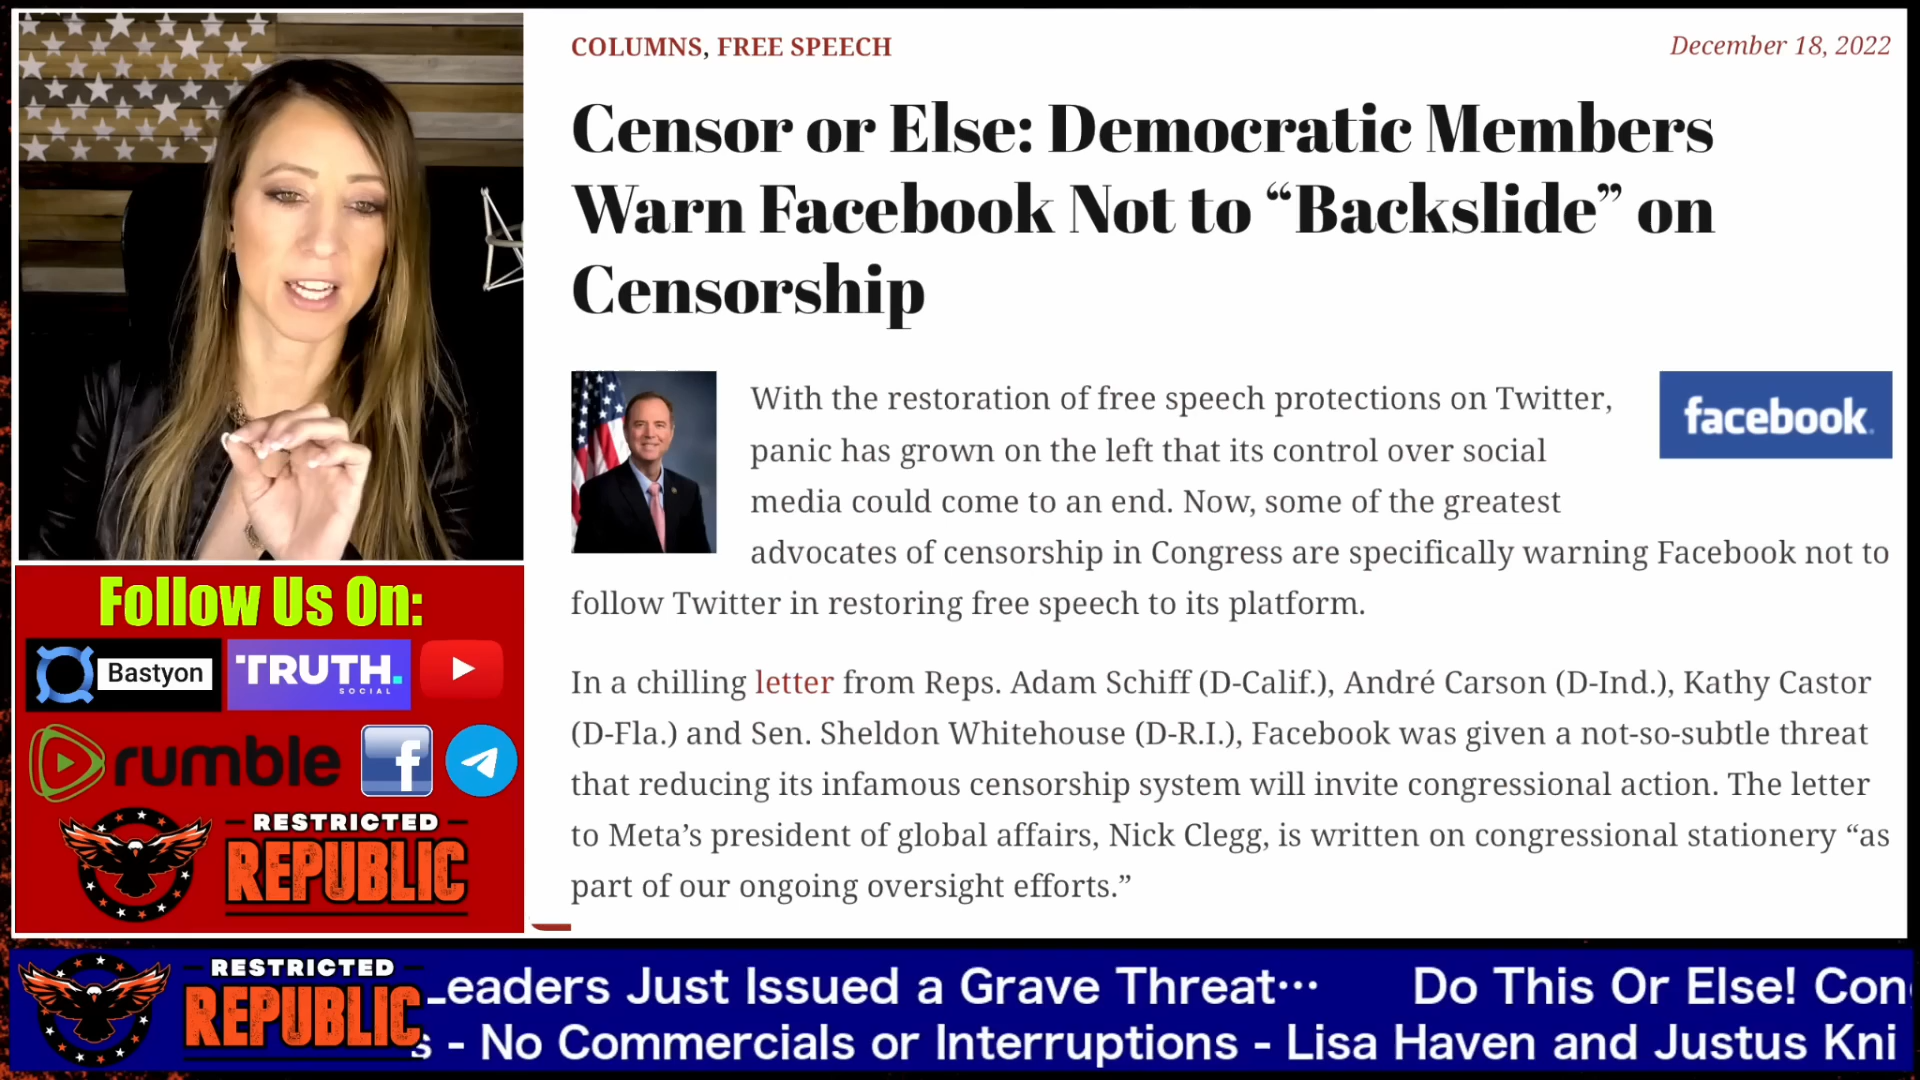 COLUMNS, FREE SPEECH
December 18, 2022
Censor or Else: Democratic Members
Warn Facebook Not to “Backslide” on
Censorship
With the restoration of free speech protections on Twitter,
panic has grown on the left that its control over social
media could come to an end. Now, some of the greatest
advocates of censorship in Congress are specifically warning Facebook not to
follow Twitter in restoring free speech to its platform.
facebook
In a chilling letter from Reps. Adam Schiff (D-Calif.), André Carson (D-Ind.), Kathy Castor
(D-Fla.) and Sen. Sheldon Whitehouse (D-R.I.), Facebook was given a not-so-subtle threat
that reducing its infamous censorship system will invite congressional action. The letter
to Meta’s president of global affairs, Nick Clegg, is written on congressional stationery “as
part of our ongoing oversight efforts.”
Follow Us On:
Bastyon
TRUTH.
SOCIAL
rumble
f
RESTRICTED
REPUBLIC
RESTRICTED
REPUBLIC
eaders Just Issued a Grave Threat··· Do This Or Else! Con
s - No Commercials or Interruptions - Lisa Haven and Justus Kni